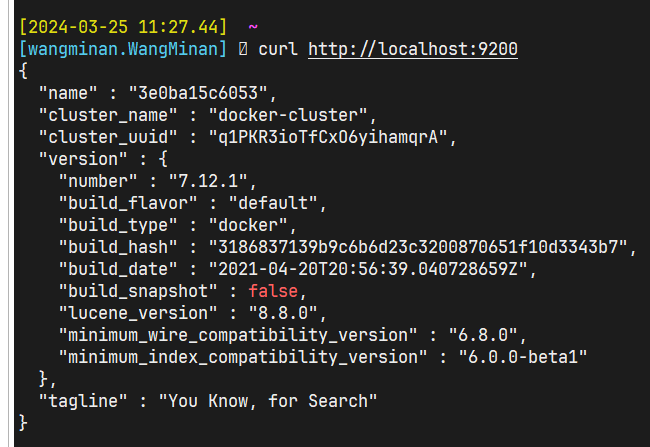 [2024-03-25 11:27.44]  ~
[wangminan.WangMinan] ▯ curl http://localhost:9200
{
  "name" : "3e0ba15c6053",
  "cluster_name" : "docker-cluster",
  "cluster_uuid" : "q1PKR3ioTfCxO6yihamqrA",
  "version" : {
    "number" : "7.12.1",
    "build_flavor" : "default",
    "build_type" : "docker",
    "build_hash" : "3186837139b9c6b6d23c3200870651f10d3343b7",
    "build_date" : "2021-04-20T20:56:39.040728659Z",
    "build_snapshot" : false,
    "lucene_version" : "8.8.0",
    "minimum_wire_compatibility_version" : "6.8.0",
    "minimum_index_compatibility_version" : "6.0.0-beta1"
  },
  "tagline" : "You Know, for Search"
}